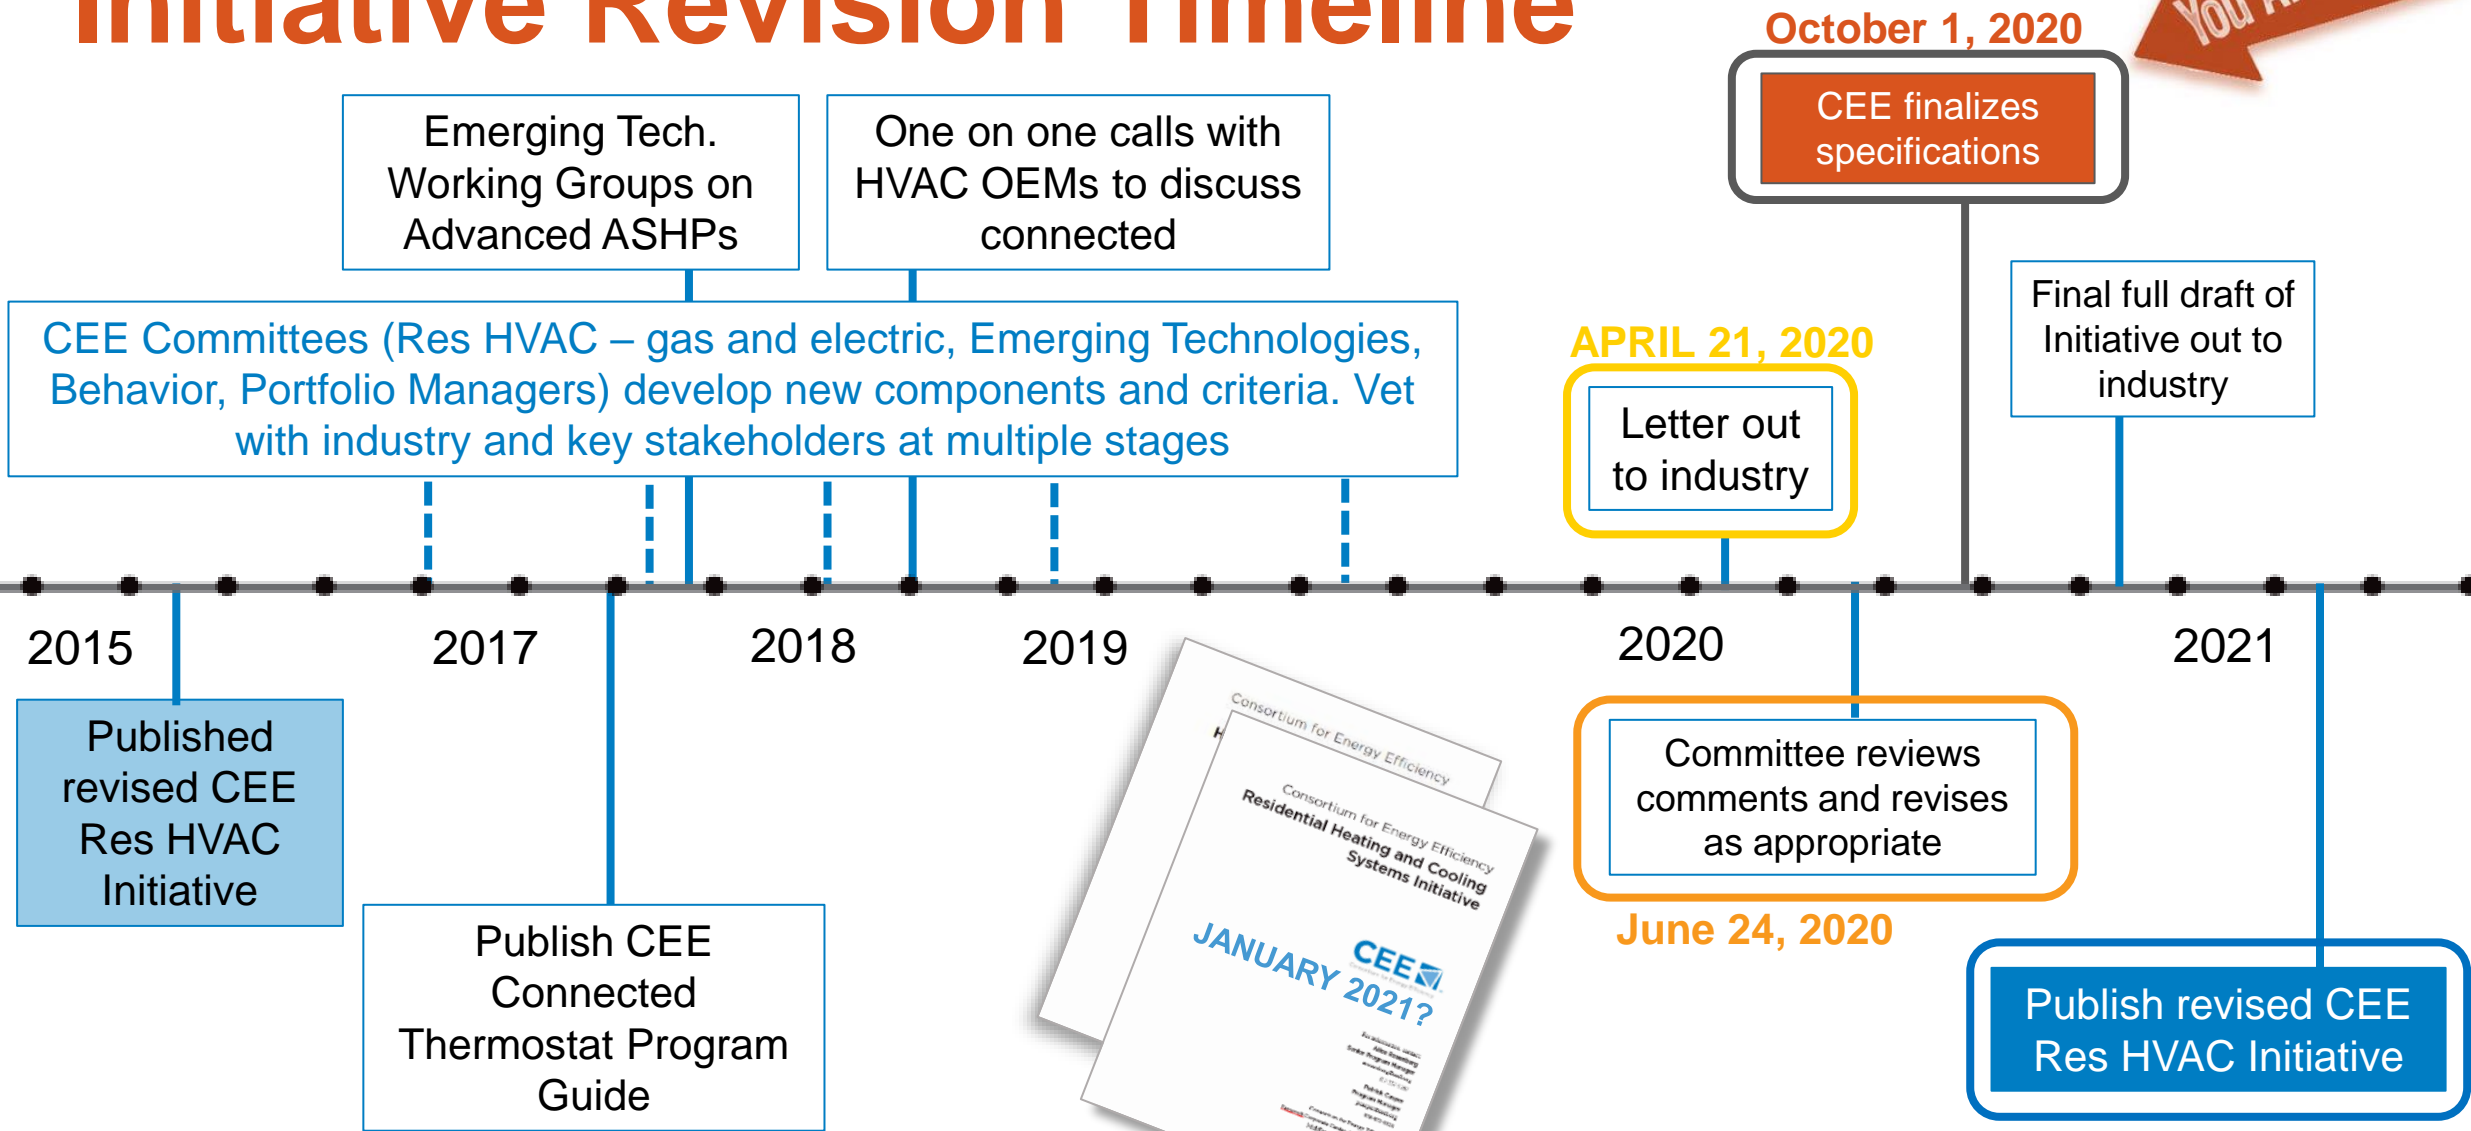 Initiative Revision Timeline
October 1, 2020
CEE finalizes
specifications
Emerging Tech.
Working Groups on
Advanced ASHPs
One on one calls with
HVAC OEMs to discuss
connected
Final full draft of
Initiative out to
industry
CEE Committees (Res HVAC – gas and electric, Emerging Technologies,
Behavior, Portfolio Managers) develop new components and criteria. Vet
with industry and key stakeholders at multiple stages
APRIL 21, 2020
Letter out
to industry
2015
2017
2018
2019
2020
2021
Published
revised CEE
Res HVAC
Initiative
Publish CEE
Connected
Thermostat Program
Guide
Consortium for Energy Efficiency
Consortium for Energy Efficiency
Residential Heating and Cooling
Systems Initiative
CEE
JANUARY 2021?
Committee reviews
comments and revises
as appropriate
June 24, 2020
Publish revised CEE
Res HVAC Initiative